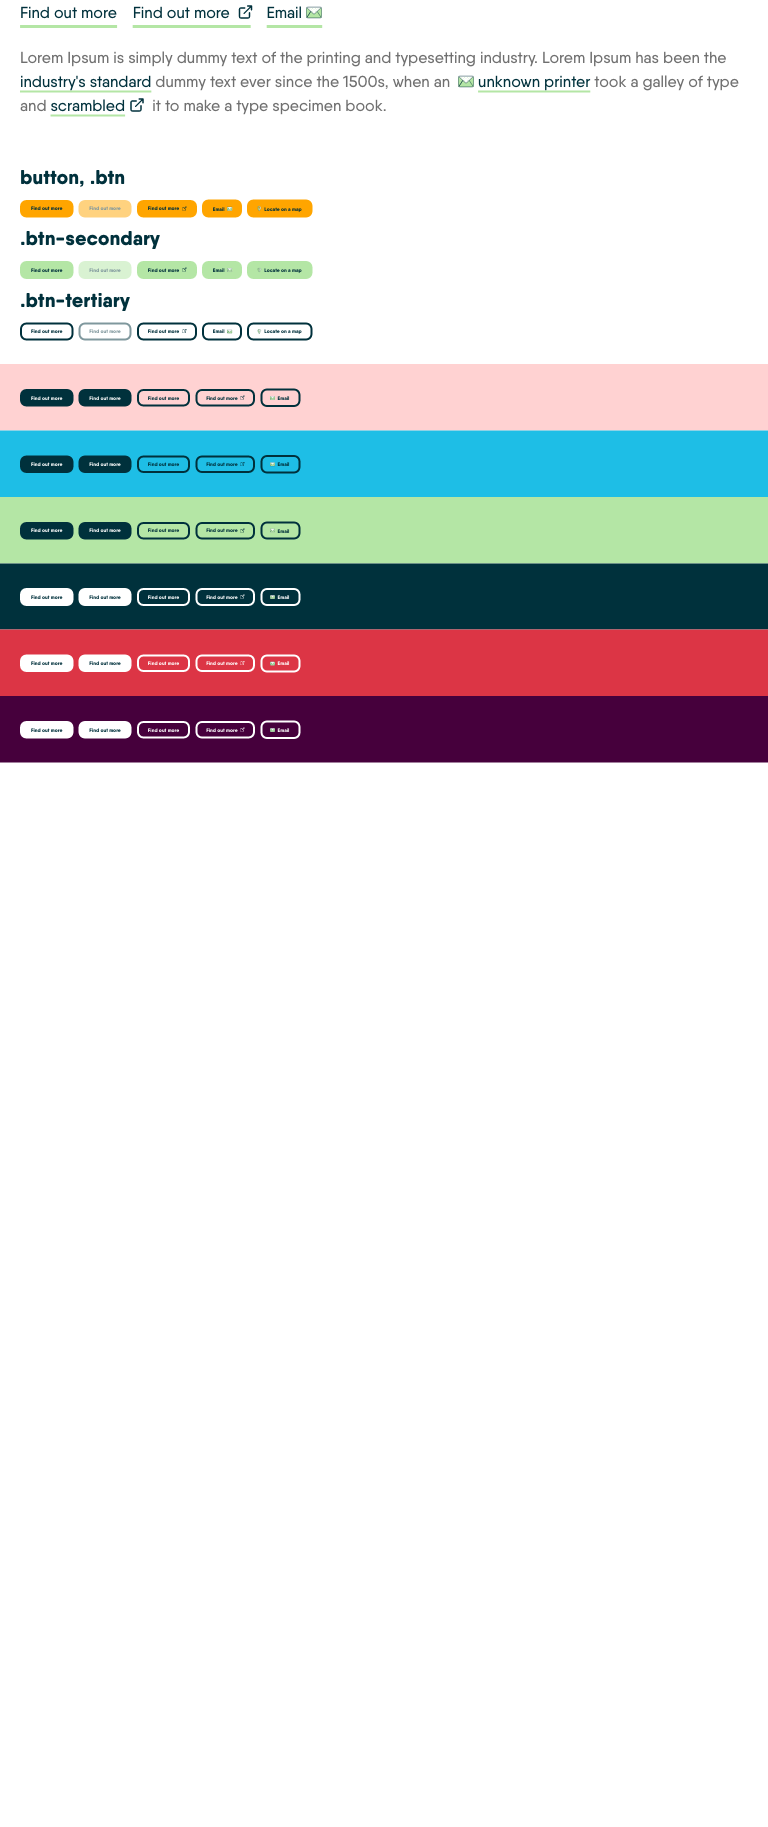 Find out more Find out more Email
Lorem Ipsum is simply dummy text of the printing and typesetting industry. Lorem Ipsum has been the
industry's standard dummy text ever since the 1500s, when an unknown printer took a galley of type
and scrambled it to make a type specimen book.
button, .btn
Find out more Find out more Find out more Email Locate on a map
.btn-secondary
Find out more Find out more Find out more Email Locate on a map
.btn-tertiary
Find out more Find out more Find out more Email Locate on a map
Find out more Find out more Find out more Find out more Email
Find out more Find out more Find out more Find out more Email
Find out more Find out more Find out more Find out more Email
Find out more Find out more Find out more Find out more Email
Find out more Find out more Find out more Find out more Email
Find out more Find out more Find out more Find out more Email